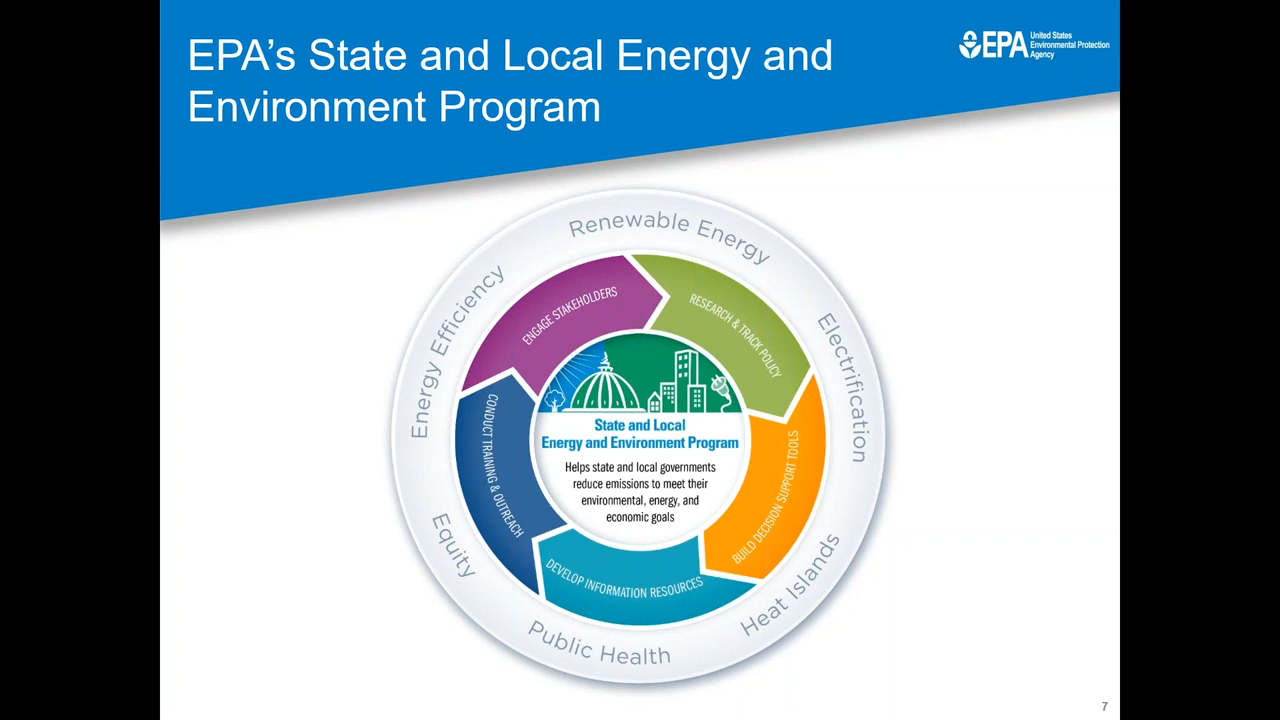 EPA’s State and Local Energy and
Environment Program
EPA
United States
Environmental Protection
Agency
Renewable Energy
Electrification
Heat Islands
Public Health
Equity
Energy Efficiency
ENGAGE STAKEHOLDERS
RESEARCH & TRACK POLICY
BUILD DECISION SUPPORT TOOLS
DEVELOP INFORMATION RESOURCES
CONDUCT TRAINING & OUTREACH
State and Local
Energy and Environment Program
Helps state and local governments
reduce emissions to meet their
environmental, energy, and
economic goals
7